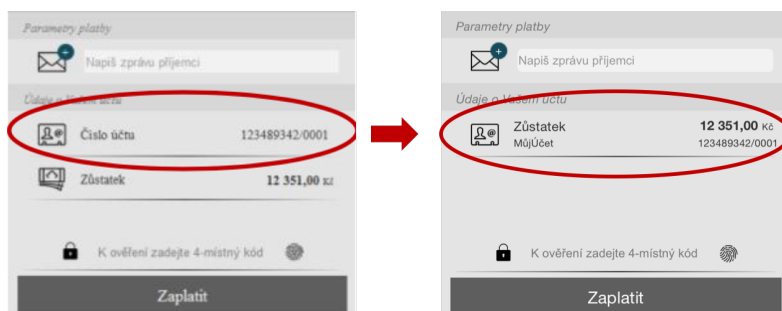 Parametry platby
Napiš zprávu příjemci
Údaje o Vašem účtu
Číslo účtu 123489342/0001
Zůstatek 12 351,00 Kč
K ověření zadejte 4-místný kód
Zaplatit
Parametry platby
Napiš zprávu příjemci
Údaje o Vašem účtu
Zůstatek 12 351,00 Kč
MůjÚčet 123489342/0001
K ověření zadejte 4-místný kód
Zaplatit